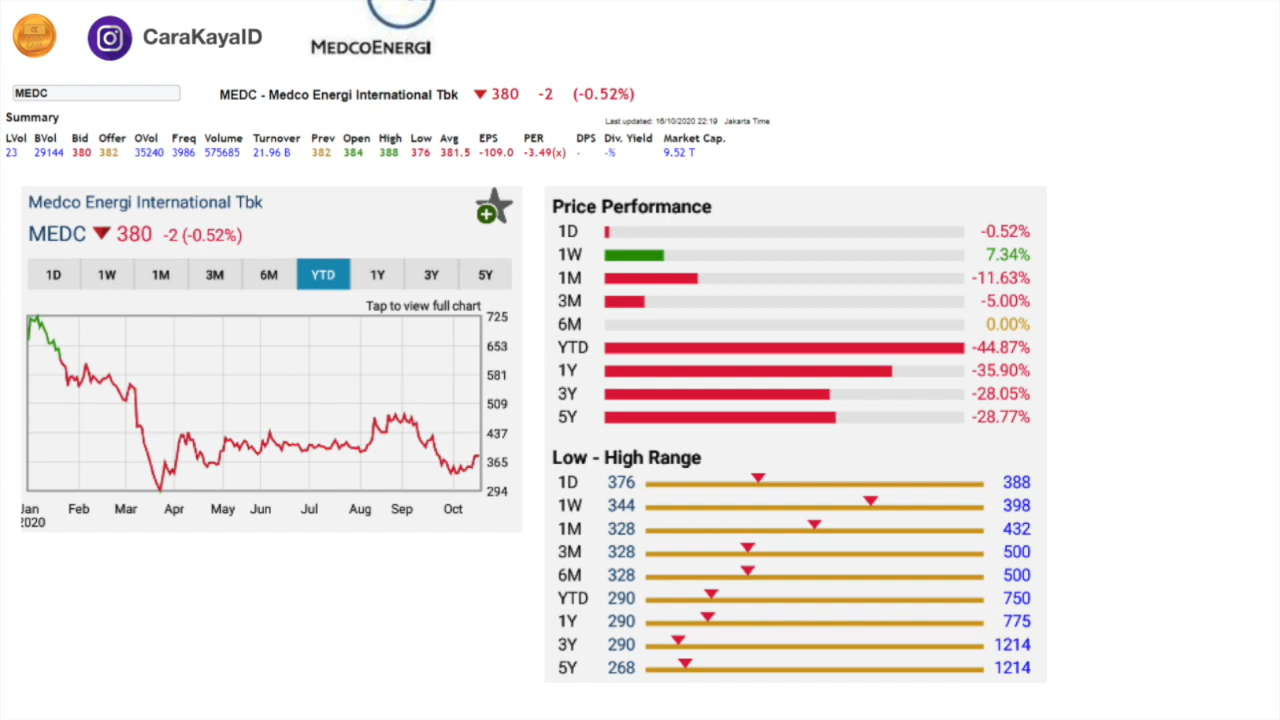 CC
CaraKayaID
MEDCOENERGI
MEDC
MEDC - Medco Energi International Tbk ▼ 380 -2 (-0.52%)
Summary
Last updated: 16/10/2020 22:19 Jakarta Time
LVol BVol Bid Offer OVol Freq Volume Turnover Prev Open High Low Avg EPS PER DPS Div. Yield Market Cap.
23 29144 380 382 35240 3986 575685 21.96 B 382 384 388 376 381.5 -109.0 -3.49(x) - -% 9.52 T
Medco Energi International Tbk
MEDC ▼ 380 -2 (-0.52%)
1D 1W 1M 3M 6M YTD 1Y 3Y 5Y
Tap to view full chart
725
653
581
509
437
365
294
Jan Feb Mar Apr May Jun Jul Aug Sep Oct
2020
Price Performance
1D -0.52%
1W 7.34%
1M -11.63%
3M -5.00%
6M 0.00%
YTD -44.87%
1Y -35.90%
3Y -28.05%
5Y -28.77%
Low - High Range
1D 376 388
1W 344 398
1M 328 432
3M 328 500
6M 328 500
YTD 290 750
1Y 290 775
3Y 290 1214
5Y 268 1214